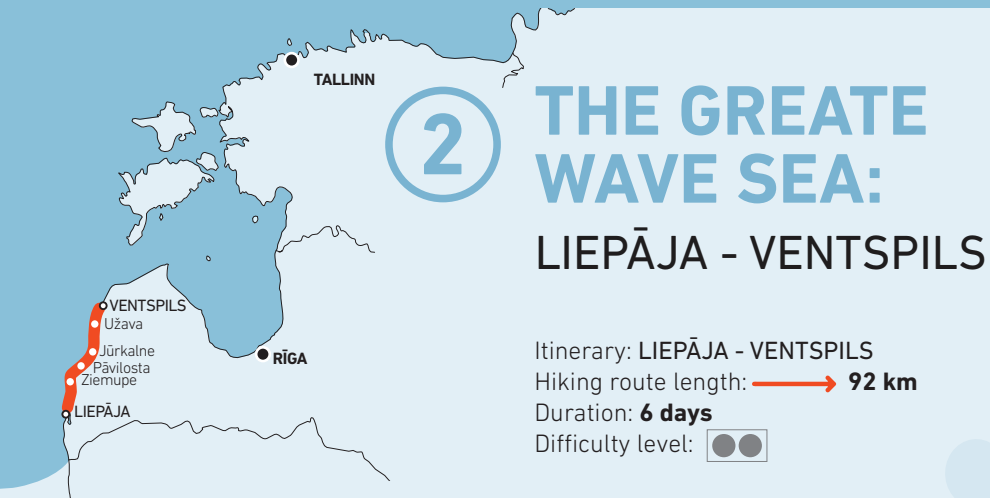 TALLINN
2
THE GREATE
WAVE SEA:
LIEPĀJA - VENTSPILS
VENTSPILS
Užava
Jūrkalne
Pāvilosta
Ziemupe
LIEPĀJA
RĪGA
Itinerary: LIEPĀJA - VENTSPILS
Hiking route length: 92 km
Duration: 6 days
Difficulty level: